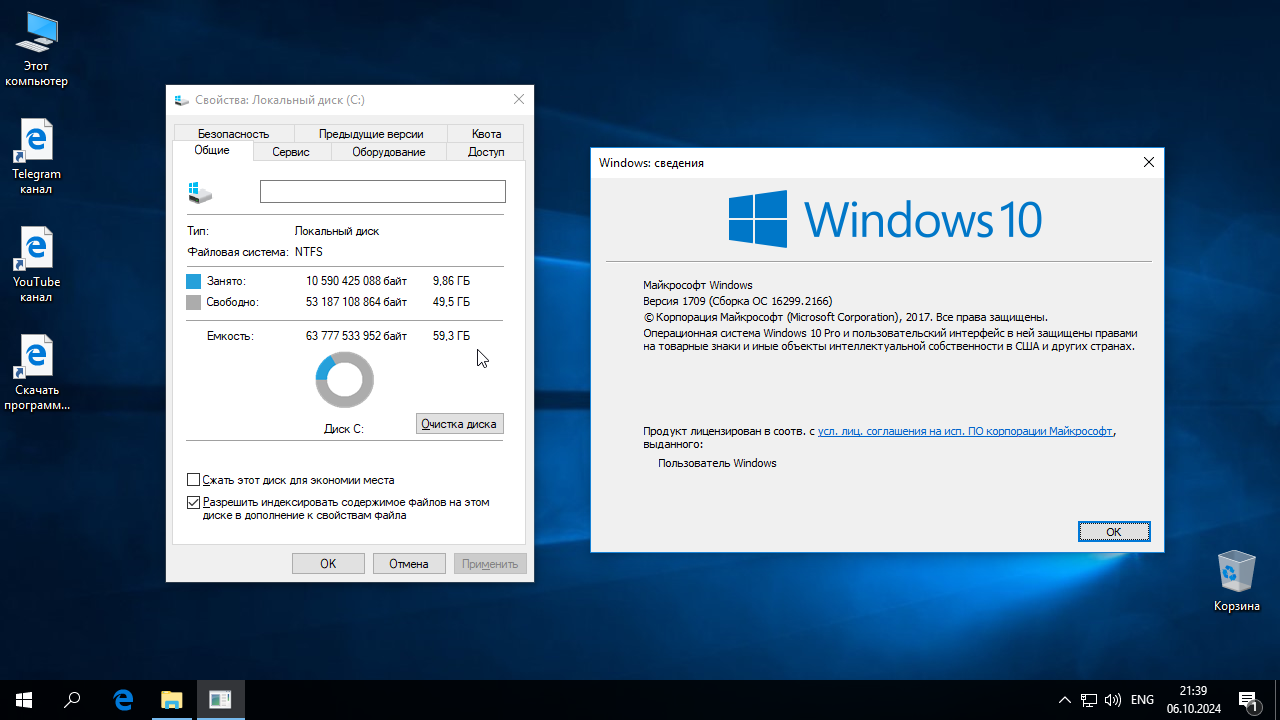 Этот
компьютер
Telegram
канал
YouTube
канал
Скачать
программ...
Свойства: Локальный диск (C:)
Безопасность Предыдущие версии Квота
Общие Сервис Оборудование Доступ
Тип: Локальный диск
Файловая система: NTFS
Занято: 10 590 425 088 байт 9,86 ГБ
Свободно: 53 187 108 864 байт 49,5 ГБ
Емкость: 63 777 533 952 байт 59,3 ГБ
Диск C:
Очистка диска
Сжать этот диск для экономии места
Разрешить индексировать содержимое файлов на этом
диске в дополнение к свойствам файла
OK Отмена Применить
Windows: сведения
Windows 10
Майкрософт Windows
Версия 1709 (Сборка ОС 16299.2166)
© Корпорация Майкрософт (Microsoft Corporation), 2017. Все права защищены.
Операционная система Windows 10 Pro и пользовательский интерфейс в ней защищены правами
на товарные знаки и иные объекты интеллектуальной собственности в США и других странах.
Продукт лицензирован в соотв. с усл. лиц. соглашения на исп. ПО корпорации Майкрософт,
выданного:
Пользователь Windows
OK
Корзина
ENG
21:39
06.10.2024
1